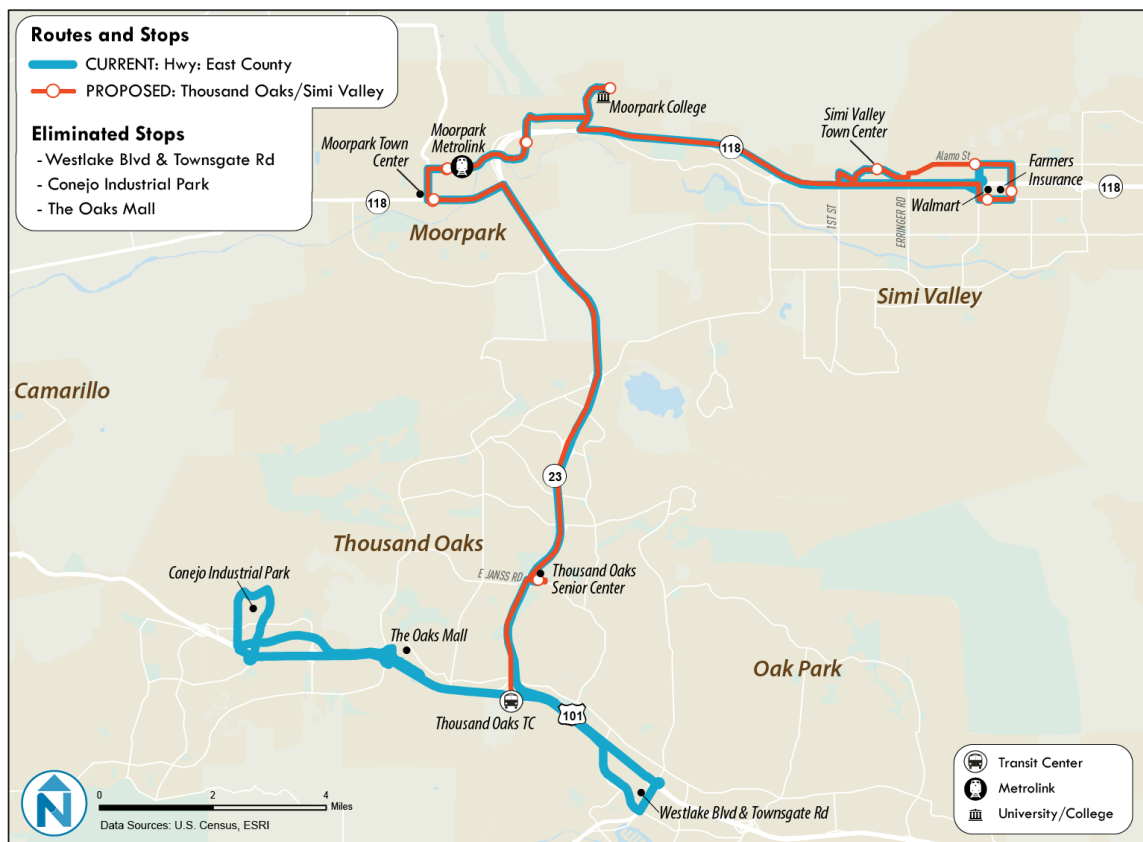 Routes and Stops
CURRENT: Hwy: East County
PROPOSED: Thousand Oaks/Simi Valley
Eliminated Stops
- Westlake Blvd & Townsgate Rd
- Conejo Industrial Park
- The Oaks Mall
Moorpark College
Moorpark Town
Center
Moorpark
Metrolink
118
Moorpark
118
Simi Valley
Town Center
Alamo St
Farmers
Insurance
Walmart
118
1ST ST
ERRINGER RD
Simi Valley
Camarillo
23
Thousand Oaks
E JANSS RD
Thousand Oaks
Senior Center
Conejo Industrial Park
The Oaks Mall
Oak Park
Thousand Oaks TC
101
Westlake Blvd & Townsgate Rd
N
0 2 4
Miles
Data Sources: U.S. Census, ESRI
Transit Center
Metrolink
University/College